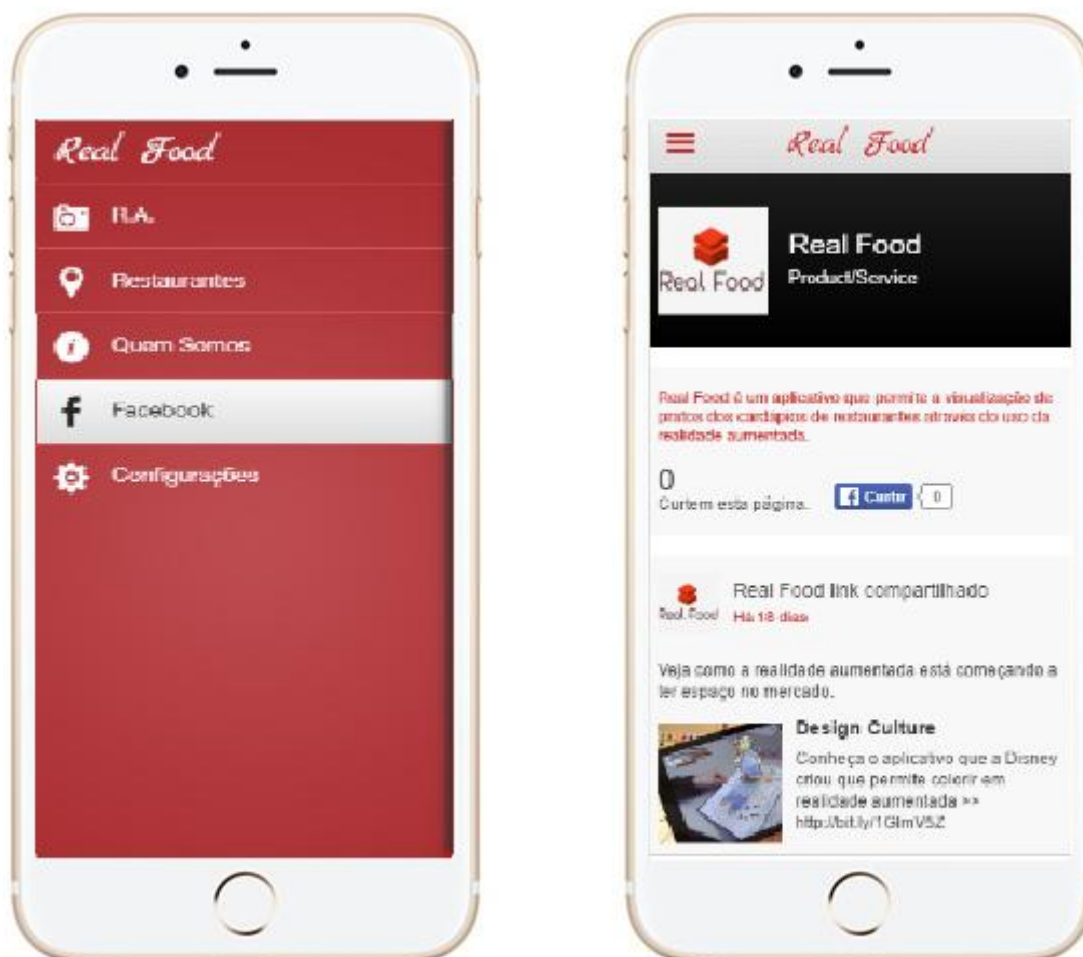 Real Food
R.A.
Restaurantes
Quem Somos
Facebook
Configurações
Real Food
Real Food
Real Food
Product/Service
Real Food é um aplicativo que permite a visualização de
pratos dos cardápios de restaurantes através do uso da
realidade aumentada.
0
Curtem esta página.
Curtir
0
Real Food link compartilhado
Real Food
Há 18 dias
Veja como a realidade aumentada está começando a
ter espaço no mercado.
Design Culture
Conheça o aplicativo que a Disney
criou que permite colorir em
realidade aumentada >>